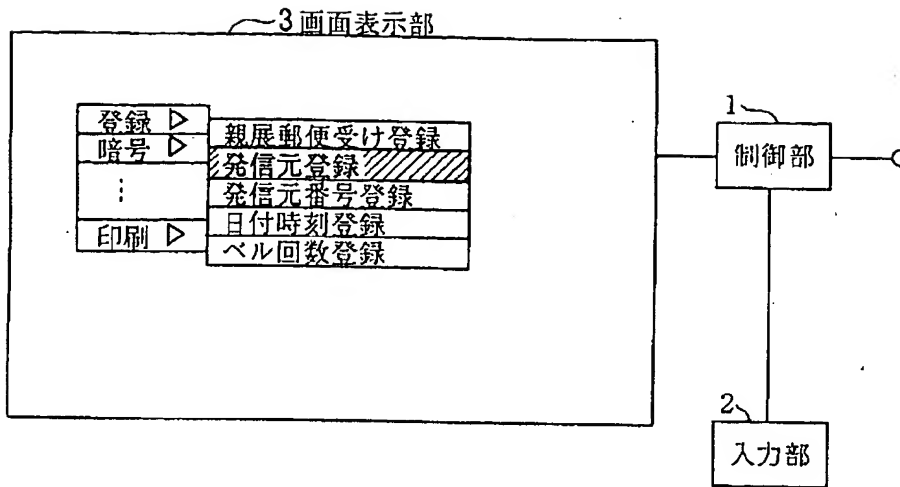 3 画面表示部
登録 ▷
暗号 ▷
⋮
印刷 ▷
親展郵便受け登録
発信元登録
発信元番号登録
日付時刻登録
ベル回数登録
1
制御部
2
入力部